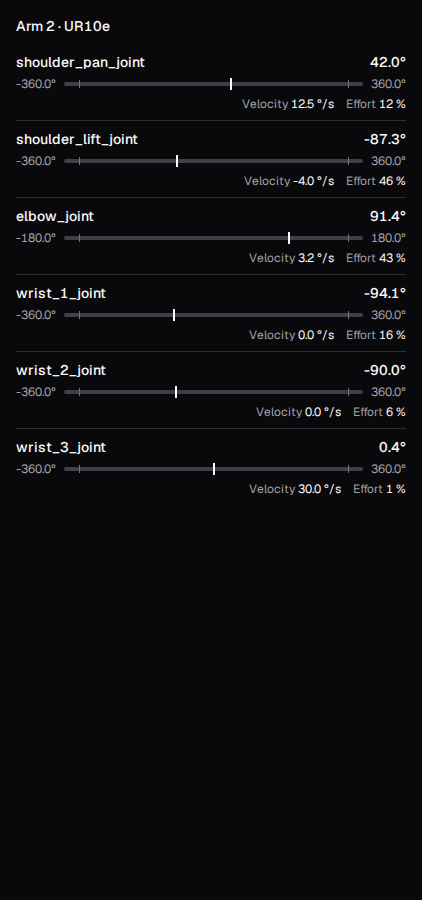 Arm 2 · UR10e
shoulder_pan_joint 42.0°
-360.0° 360.0°
Velocity 12.5 °/s Effort 12 %
shoulder_lift_joint -87.3°
-360.0° 360.0°
Velocity -4.0 °/s Effort 46 %
elbow_joint 91.4°
-180.0° 180.0°
Velocity 3.2 °/s Effort 43 %
wrist_1_joint -94.1°
-360.0° 360.0°
Velocity 0.0 °/s Effort 16 %
wrist_2_joint -90.0°
-360.0° 360.0°
Velocity 0.0 °/s Effort 6 %
wrist_3_joint 0.4°
-360.0° 360.0°
Velocity 30.0 °/s Effort 1 %